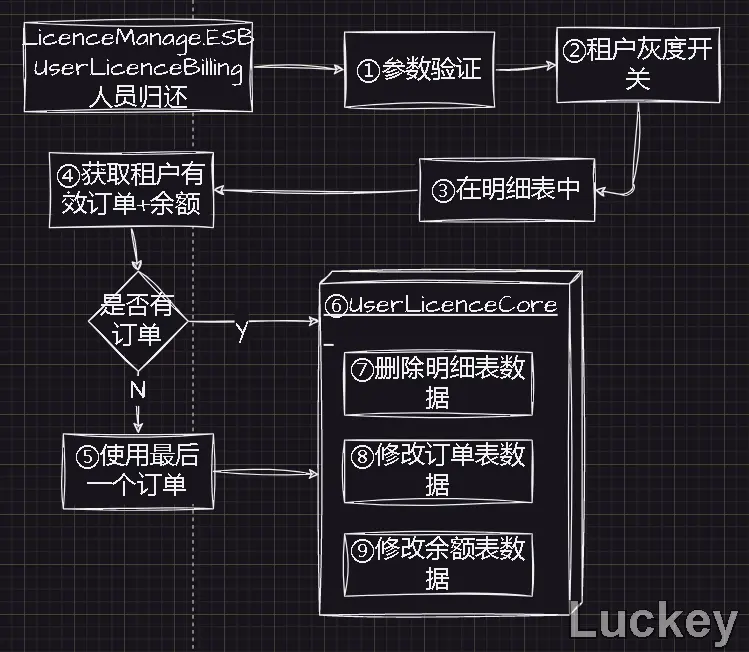 LicenceManage.ESB
UserLicenceBilling
人员归还
①参数验证
②租户灰度开
关
③在明细表中
④获取租户有
效订单+余额
是否有
订单
Y
N
⑤使用最后
一个订单
⑥UserLicenceCore
⑦删除明细表数
据
⑧修改订单表数
据
⑨修改余额表数
据
Luckey